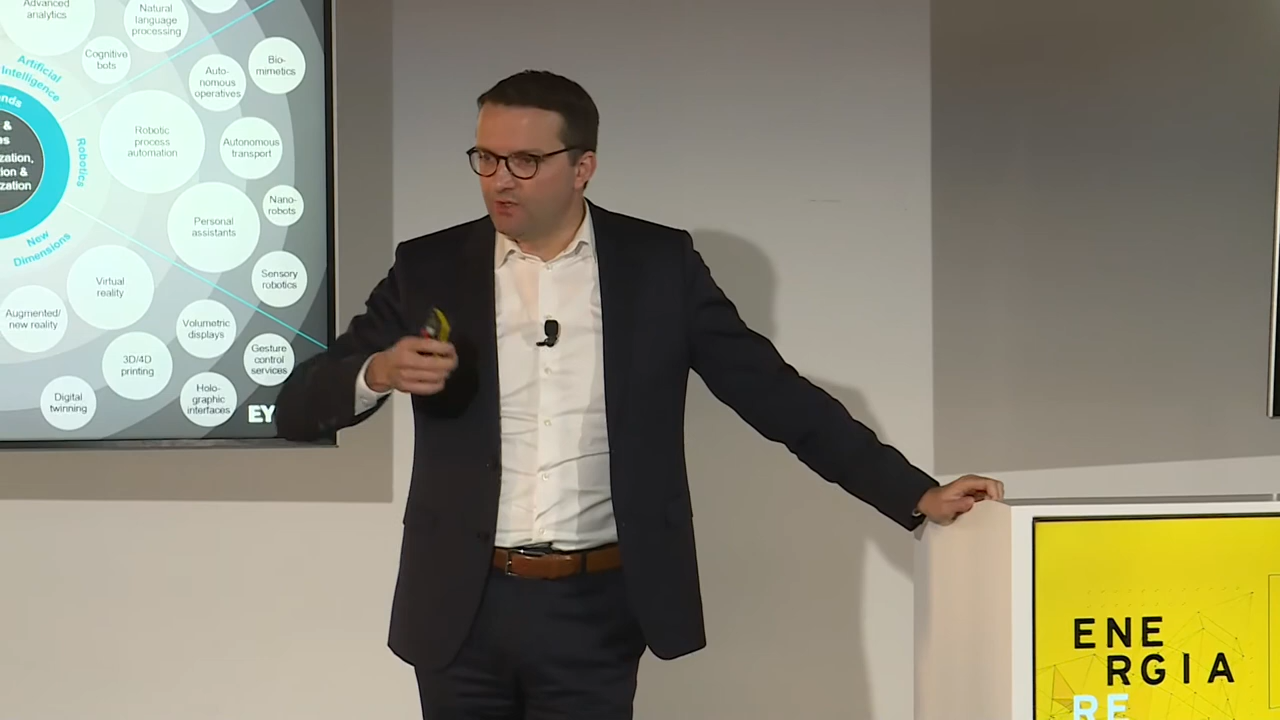 Advanced
analytics
Natural
language
processing
Cognitive
bots
Artificial
Intelligence
Auto-
nomous
operatives
Bio-
mimetics
Robotic
process
automation
Autonomous
transport
Robotics
Nano-
robots
Personal
assistants
New
Dimensions
Sensory
robotics
Virtual
reality
Augmented/
new reality
Volumetric
displays
3D/4D
printing
Gesture
control
services
Digital
twinning
Holo-
graphic
interfaces
EY
ENE
RGIA
RE